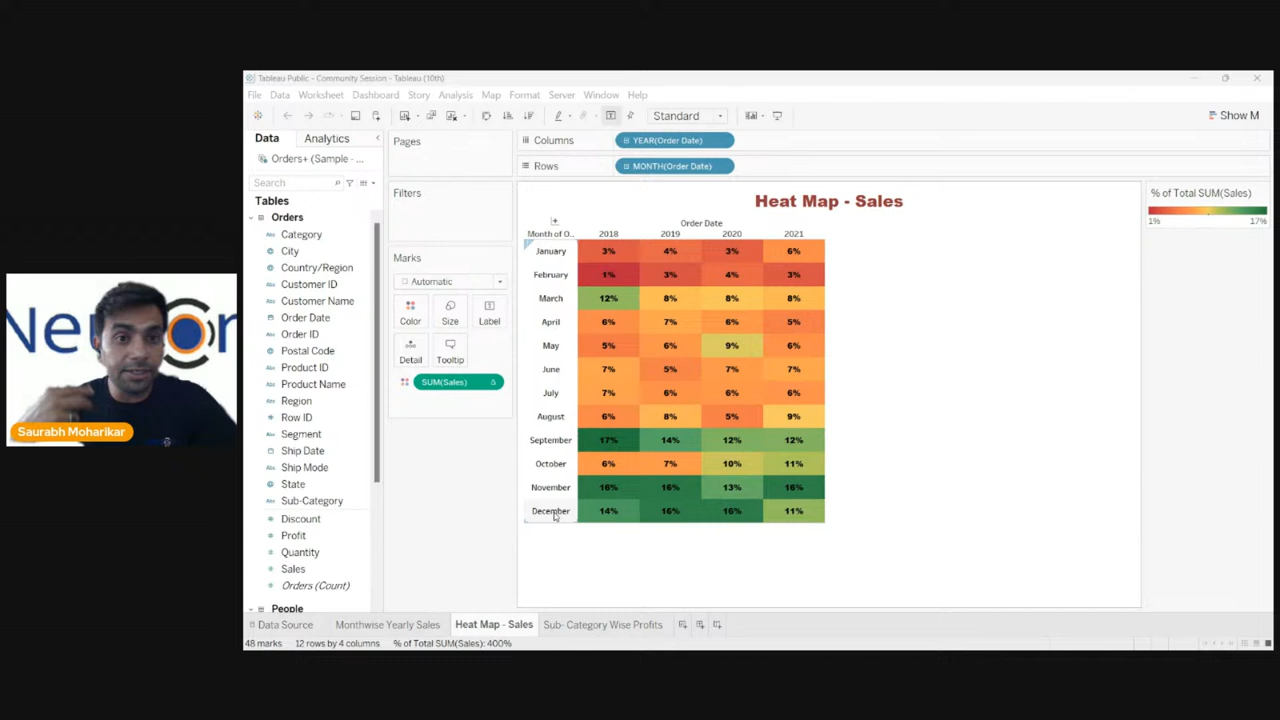 Tableau Public - Community Session - Tableau (10th)
File Data Worksheet Dashboard Story Analysis Map Format Server Window Help
Standard
Show M
Data Analytics
Orders+ (Sample - ...
Search
Tables
Orders
Category
City
Country/Region
Customer ID
Customer Name
Order Date
Order ID
Postal Code
Product ID
Product Name
Region
Row ID
Segment
Ship Date
Ship Mode
State
Sub-Category
Discount
Profit
Quantity
Sales
Orders (Count)
People
Pages
Filters
Marks
Automatic
Color Size Label
Detail Tooltip
SUM(Sales)
Columns YEAR(Order Date)
Rows MONTH(Order Date)
Heat Map - Sales
Order Date
Month of O.. 2018 2019 2020 2021
January 3% 4% 3% 6%
February 1% 3% 4% 3%
March 12% 8% 8% 8%
April 6% 7% 6% 5%
May 5% 6% 9% 6%
June 7% 5% 7% 7%
July 7% 6% 6% 6%
August 6% 8% 5% 9%
September 17% 14% 12% 12%
October 6% 7% 10% 11%
November 16% 16% 13% 16%
December 14% 16% 16% 11%
% of Total SUM(Sales)
1% 17%
Saurabh Moharikar
Data Source Monthwise Yearly Sales Heat Map - Sales Sub- Category Wise Profits
48 marks 12 rows by 4 columns % of Total SUM(Sales): 400%